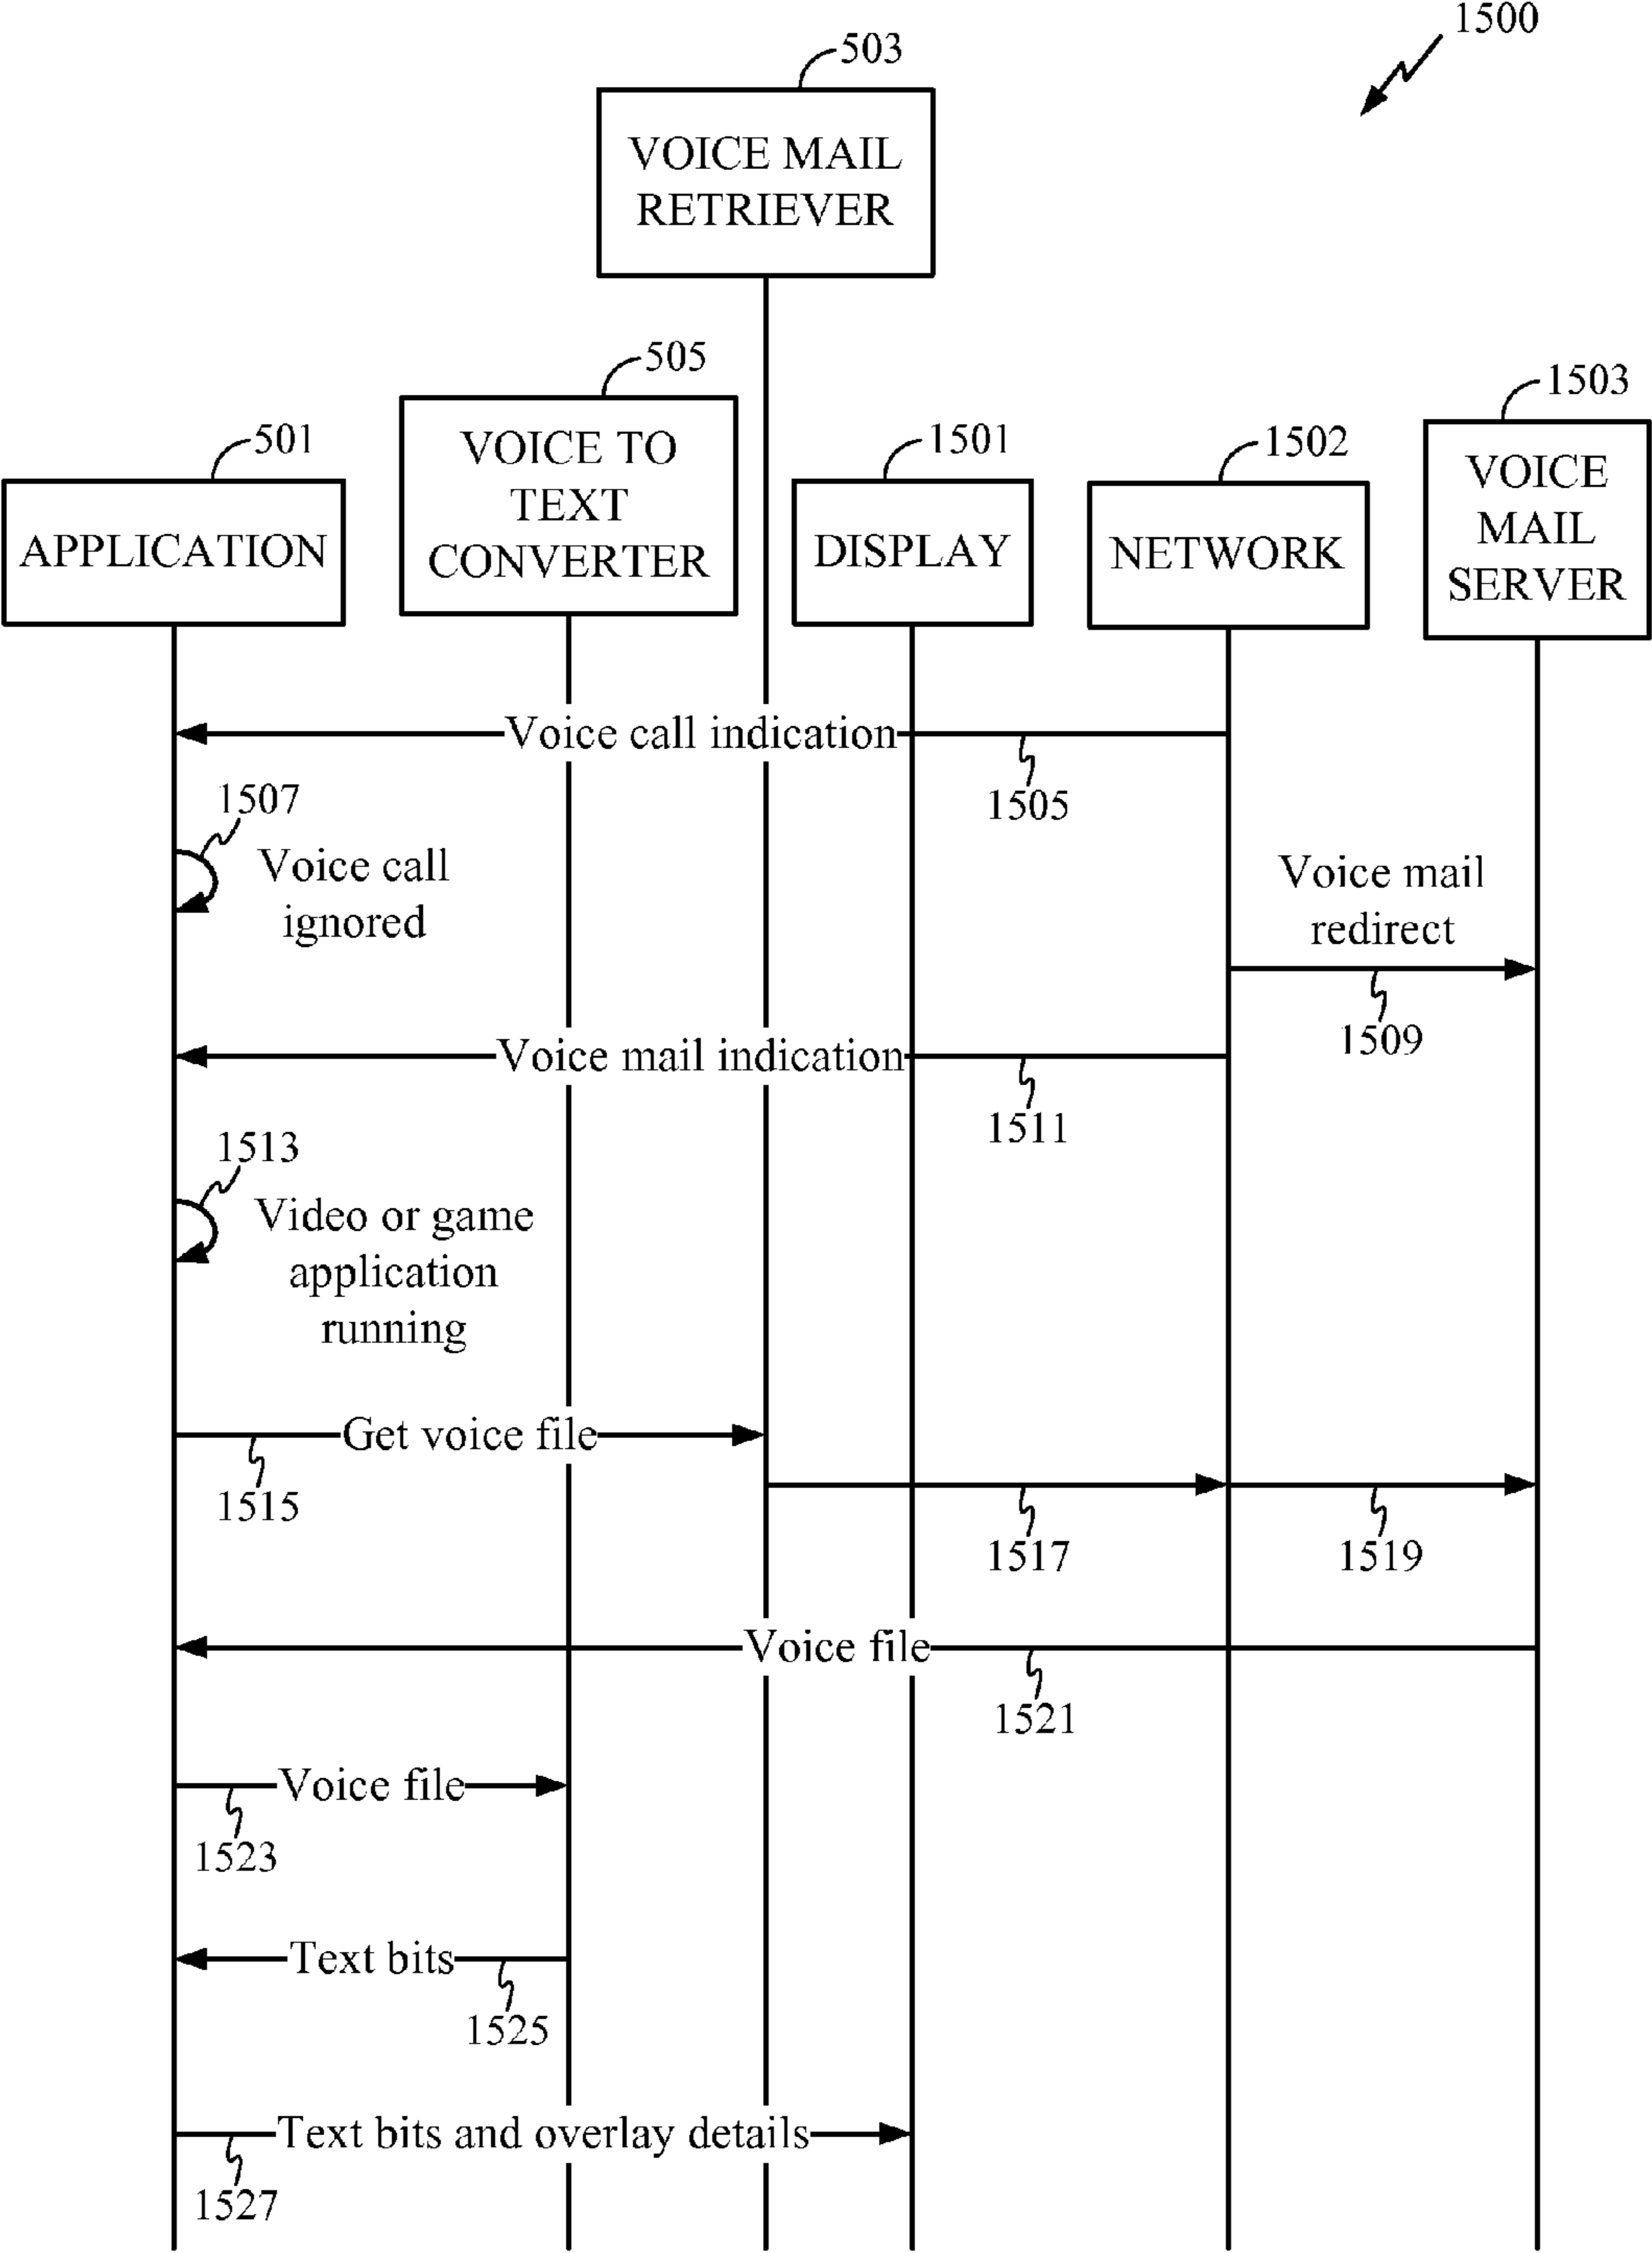 1500
503
VOICE MAIL
RETRIEVER
505
VOICE TO
TEXT
CONVERTER
1503
VOICE
MAIL
SERVER
501
APPLICATION
1501
DISPLAY
1502
NETWORK
Voice call indication
1505
1507
Voice call
ignored
Voice mail
redirect
1509
Voice mail indication
1511
1513
Video or game
application
running
Get voice file
1515
1517
1519
Voice file
1521
Voice file
1523
Text bits
1525
Text bits and overlay details
1527